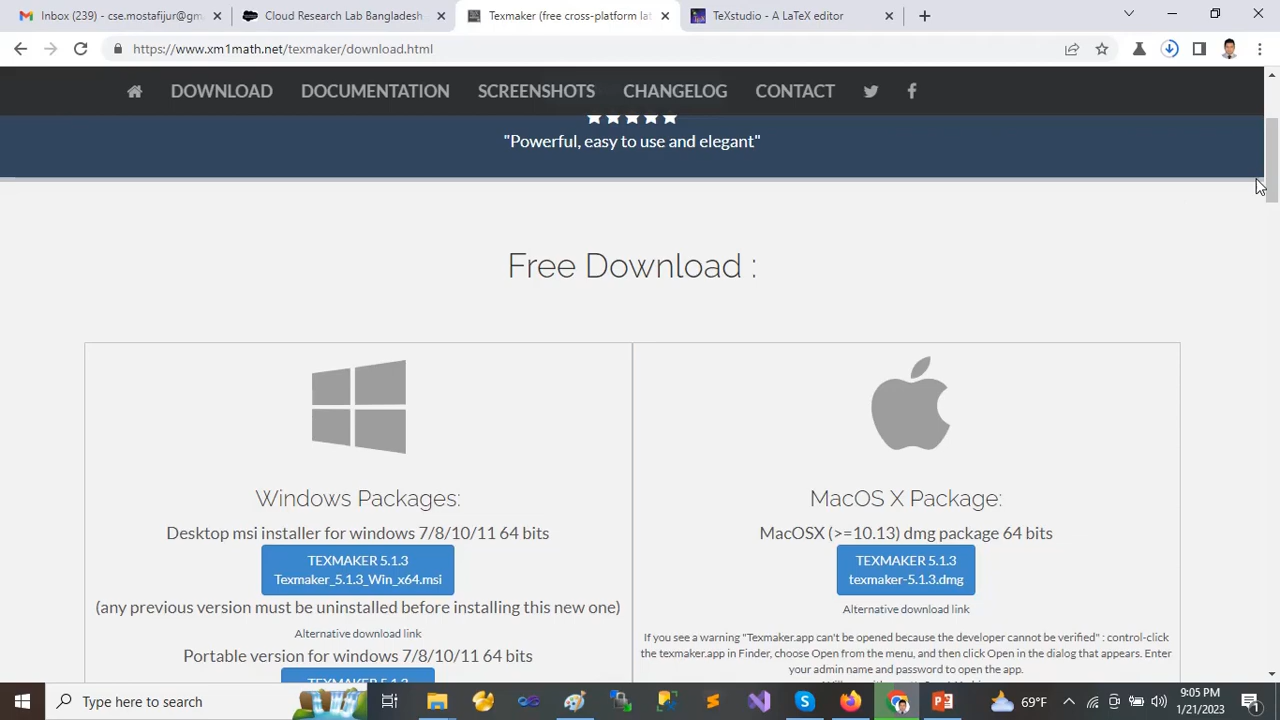 Inbox (239) - cse.mostafijur@gm
Cloud Research Lab Bangladesh
Texmaker (free cross-platform lat
TeXstudio - A LaTeX editor
https://www.xm1math.net/texmaker/download.html
DOWNLOAD
DOCUMENTATION
SCREENSHOTS
CHANGELOG
CONTACT
"Powerful, easy to use and elegant"
Free Download :
Windows Packages:
Desktop msi installer for windows 7/8/10/11 64 bits
TEXMAKER 5.1.3
Texmaker_5.1.3_Win_x64.msi
(any previous version must be uninstalled before installing this new one)
Alternative download link
Portable version for windows 7/8/10/11 64 bits
TEXMAKER 5.1.3
MacOS X Package:
MacOSX (>=10.13) dmg package 64 bits
TEXMAKER 5.1.3
texmaker-5.1.3.dmg
Alternative download link
If you see a warning "Texmaker.app can't be opened because the developer cannot be verified" : control-click
the texmaker.app in Finder, choose Open from the menu, and then click Open in the dialog that appears. Enter
your admin name and password to open the app.
Type here to search
69°F
9:05 PM
1/21/2023
1